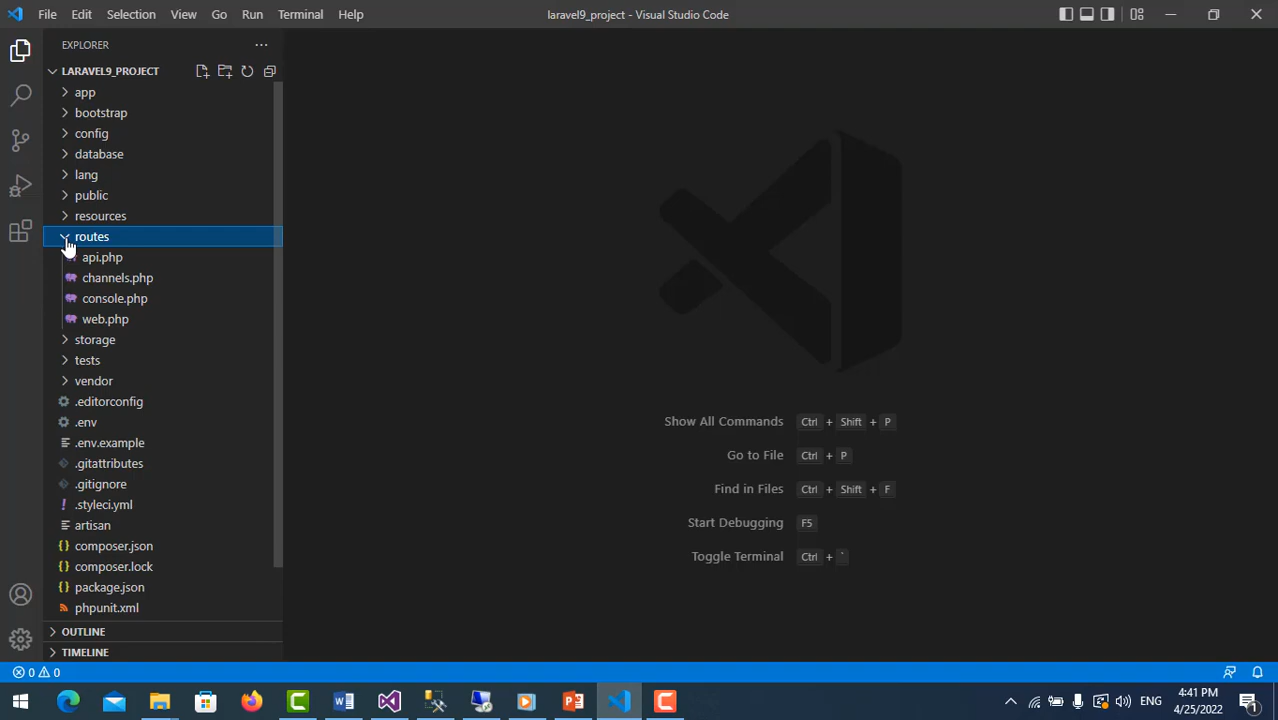 File Edit Selection View Go Run Terminal Help laravel9_project - Visual Studio Code
EXPLORER ···
LARAVEL9_PROJECT
app
bootstrap
config
database
lang
public
resources
routes
api.php
channels.php
console.php
web.php
storage
tests
vendor
.editorconfig
.env
.env.example
.gitattributes
.gitignore
.styleci.yml
artisan
composer.json
composer.lock
package.json
phpunit.xml
OUTLINE
TIMELINE
Show All Commands Ctrl + Shift + P
Go to File Ctrl + P
Find in Files Ctrl + Shift + F
Start Debugging F5
Toggle Terminal Ctrl + `
0 0
ENG
4:41 PM
4/25/2022
1